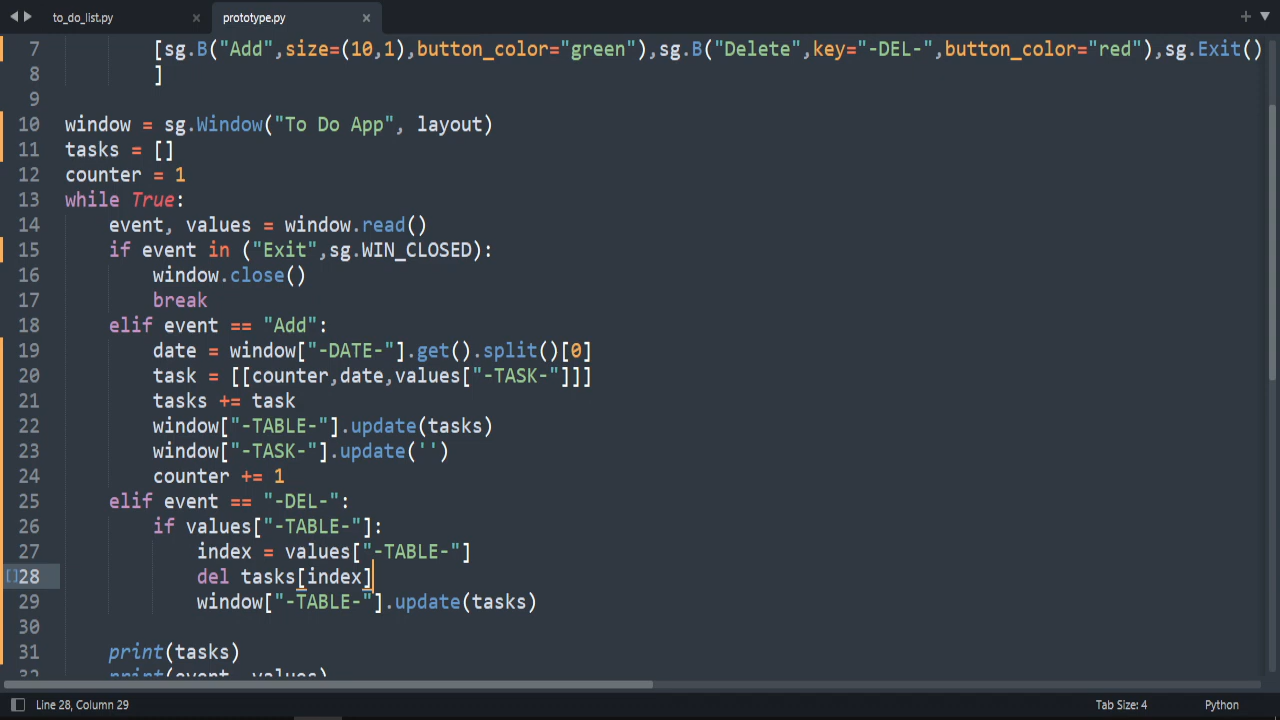 to_do_list.py × prototype.py ×
7 [sg.B("Add",size=(10,1),button_color="green"),sg.B("Delete",key="-DEL-",button_color="red"),sg.Exit()
8 ]
9
10 window = sg.Window("To Do App", layout)
11 tasks = []
12 counter = 1
13 while True:
14 event, values = window.read()
15 if event in ("Exit",sg.WIN_CLOSED):
16 window.close()
17 break
18 elif event == "Add":
19 date = window["-DATE-"].get().split()[0]
20 task = [[counter,date,values["-TASK-"]]]
21 tasks += task
22 window["-TABLE-"].update(tasks)
23 window["-TASK-"].update('')
24 counter += 1
25 elif event == "-DEL-":
26 if values["-TABLE-"]:
27 index = values["-TABLE-"]
28 del tasks[index]
29 window["-TABLE-"].update(tasks)
30
31 print(tasks)
32 print(event, values)
Line 28, Column 29 Tab Size: 4 Python